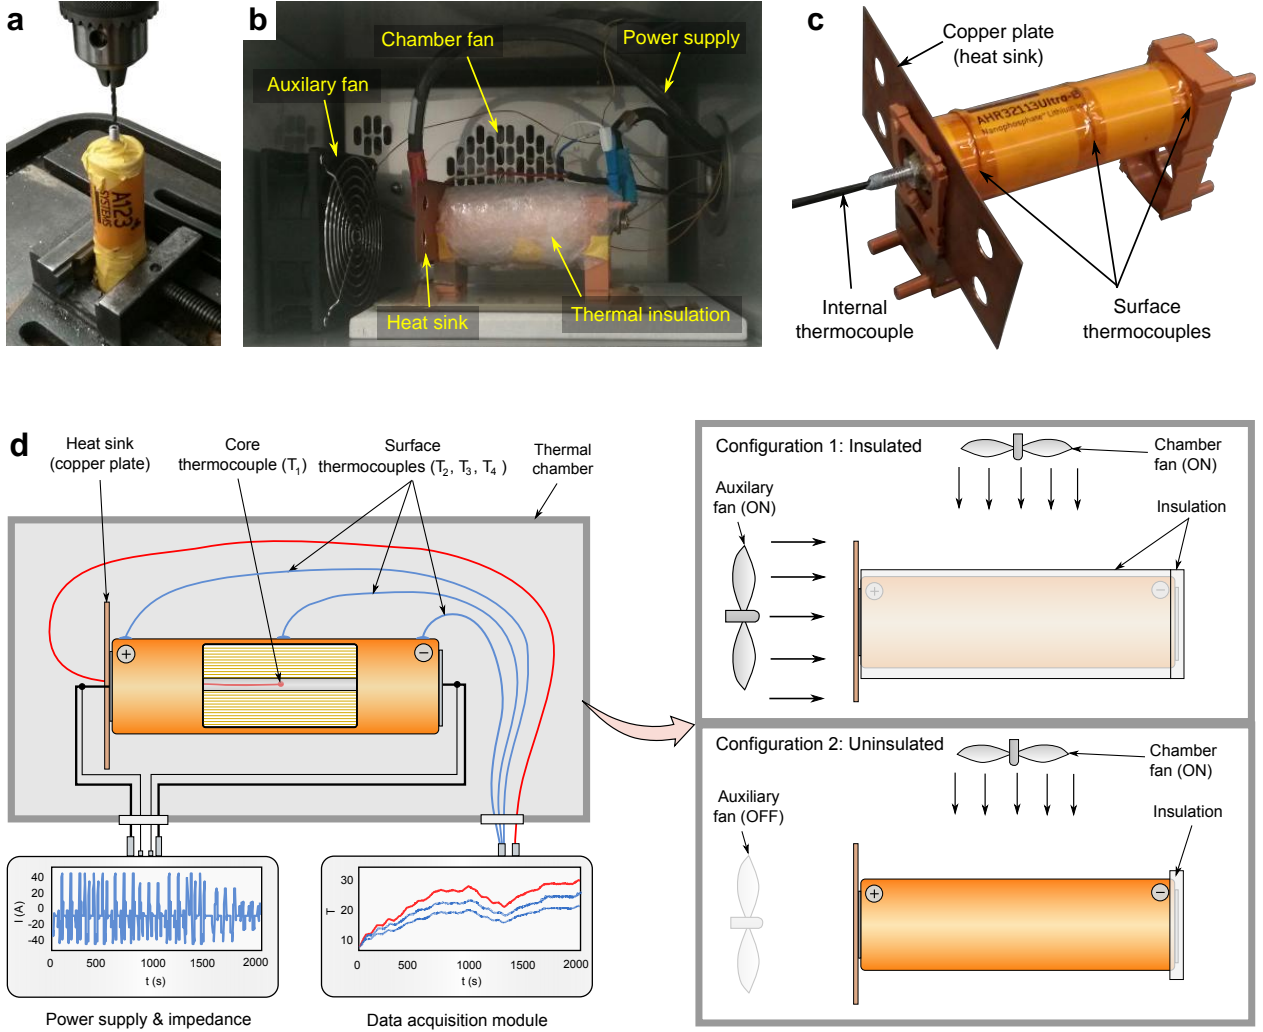 a
A123
SYSTEMS
b
Chamber fan
Power supply
Auxilary fan
Heat sink
Thermal insulation
c
Copper plate
(heat sink)
AHR32113Ultra-B
Nanophosphate® Lithium
Internal
thermocouple
Surface
thermocouples
d
Heat sink
(copper plate)
Core
thermocouple (T1)
Surface
thermocouples (T2, T3, T4 )
Thermal
chamber
+
−
I (A)
40
20
0
-20
-40
0
500
1000
1500
2000
t (s)
Power supply & impedance
T
30
20
10
0
500
1000
1500
2000
t (s)
Data acquisition module
Configuration 1: Insulated
Chamber
fan (ON)
Auxilary
fan (ON)
Insulation
+
−
Configuration 2: Uninsulated
Chamber
fan (ON)
Auxiliary
fan (OFF)
Insulation
+
−